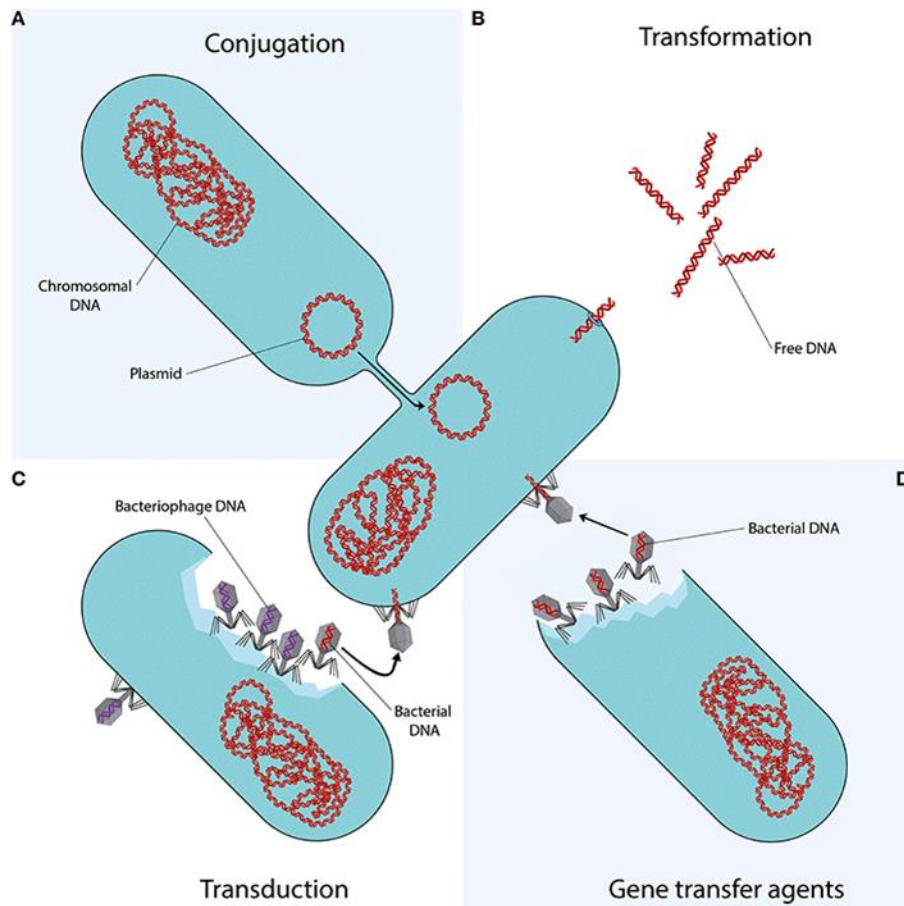 A
Conjugation
Chromosomal
DNA
Plasmid
B
Transformation
Free DNA
C
Bacteriophage DNA
Bacterial
DNA
Transduction
D
Bacterial DNA
Gene transfer agents